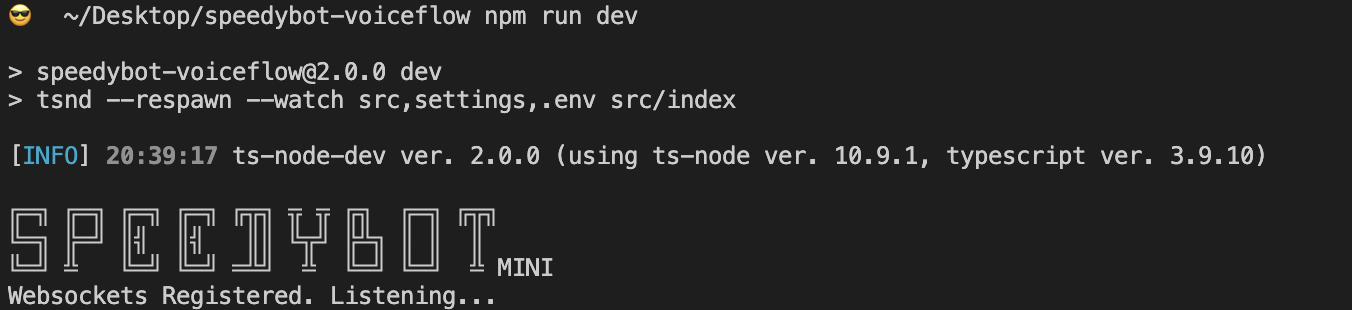 ~/Desktop/speedybot-voiceflow npm run dev
> speedybot-voiceflow@2.0.0 dev
> tsnd --respawn --watch src,settings,.env src/index
[INFO] 20:39:17 ts-node-dev ver. 2.0.0 (using ts-node ver. 10.9.1, typescript ver. 3.9.10)
SPEEDYBOT MINI
Websockets Registered. Listening...